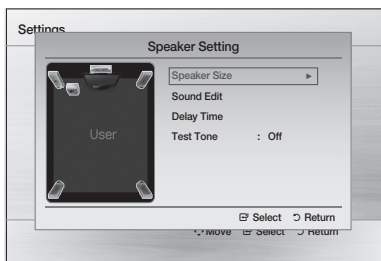 Settings
Speaker Setting
Speaker Size ►
Sound Edit
Delay Time
Test Tone : Off
User
Select Return
Move Select Return